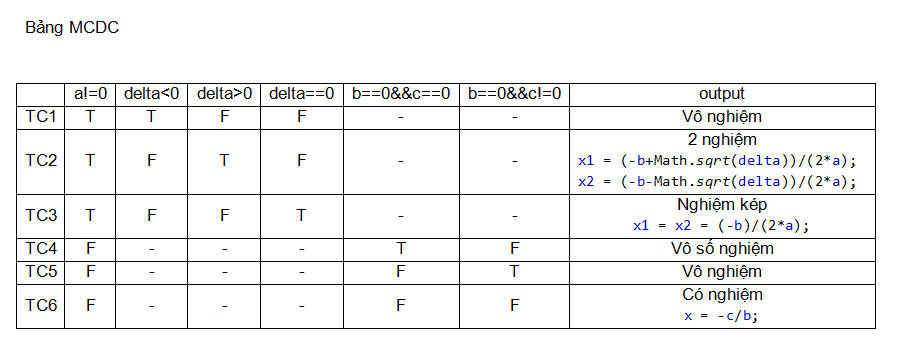 Bảng MCDC
a!=0 delta<0 delta>0 delta==0 b==0&&c==0 b==0&&c!=0 output
TC1 T T F F - - Vô nghiệm
TC2 T F T F - - 2 nghiệm
x1 = (-b+Math.sqrt(delta))/(2*a);
x2 = (-b-Math.sqrt(delta))/(2*a);
TC3 T F F T - - Nghiệm kép
x1 = x2 = (-b)/(2*a);
TC4 F - - - T F Vô số nghiệm
TC5 F - - - F T Vô nghiệm
TC6 F - - - F F Có nghiệm
x = -c/b;